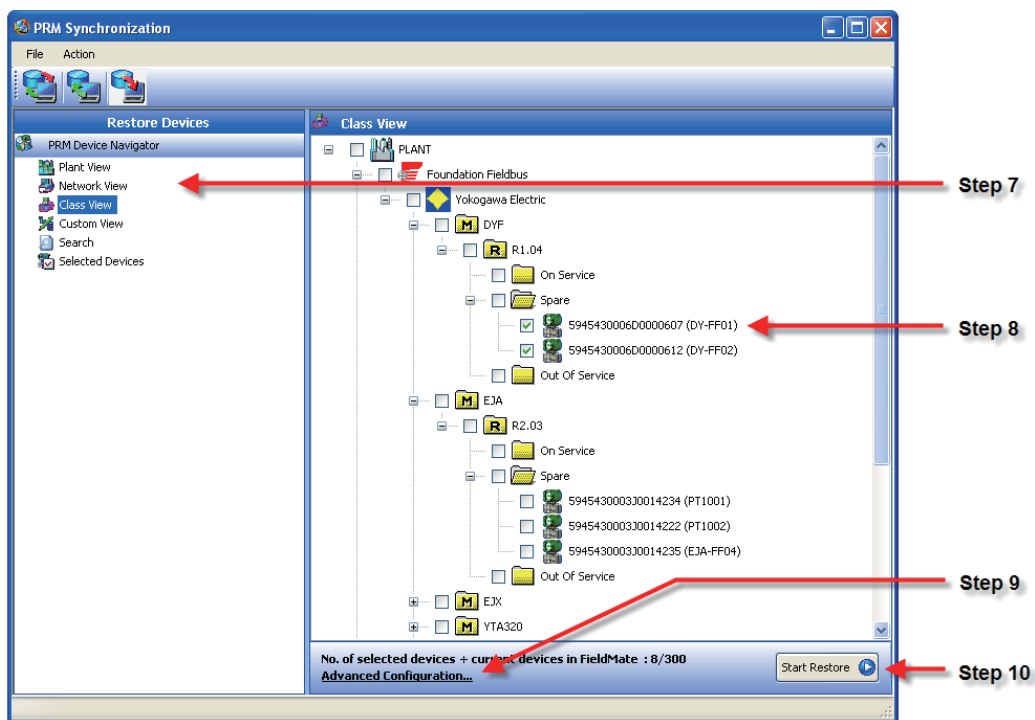 PRM Synchronization
File Action
Restore Devices
PRM Device Navigator
Plant View
Network View
Class View
Custom View
Search
Selected Devices
Class View
PLANT
Foundation Fieldbus
Yokogawa Electric
M DYF
R R1.04
On Service
Spare
5945430006D0000607 (DY-FF01)
5945430006D0000612 (DY-FF02)
Out Of Service
M EJA
R R2.03
On Service
Spare
5945430003J0014234 (PT1001)
5945430003J0014222 (PT1002)
5945430003J0014235 (EJA-FF04)
Out Of Service
M EJX
M YTA320
No. of selected devices + current devices in FieldMate : 8/300
Advanced Configuration...
Start Restore
Step 7
Step 8
Step 9
Step 10